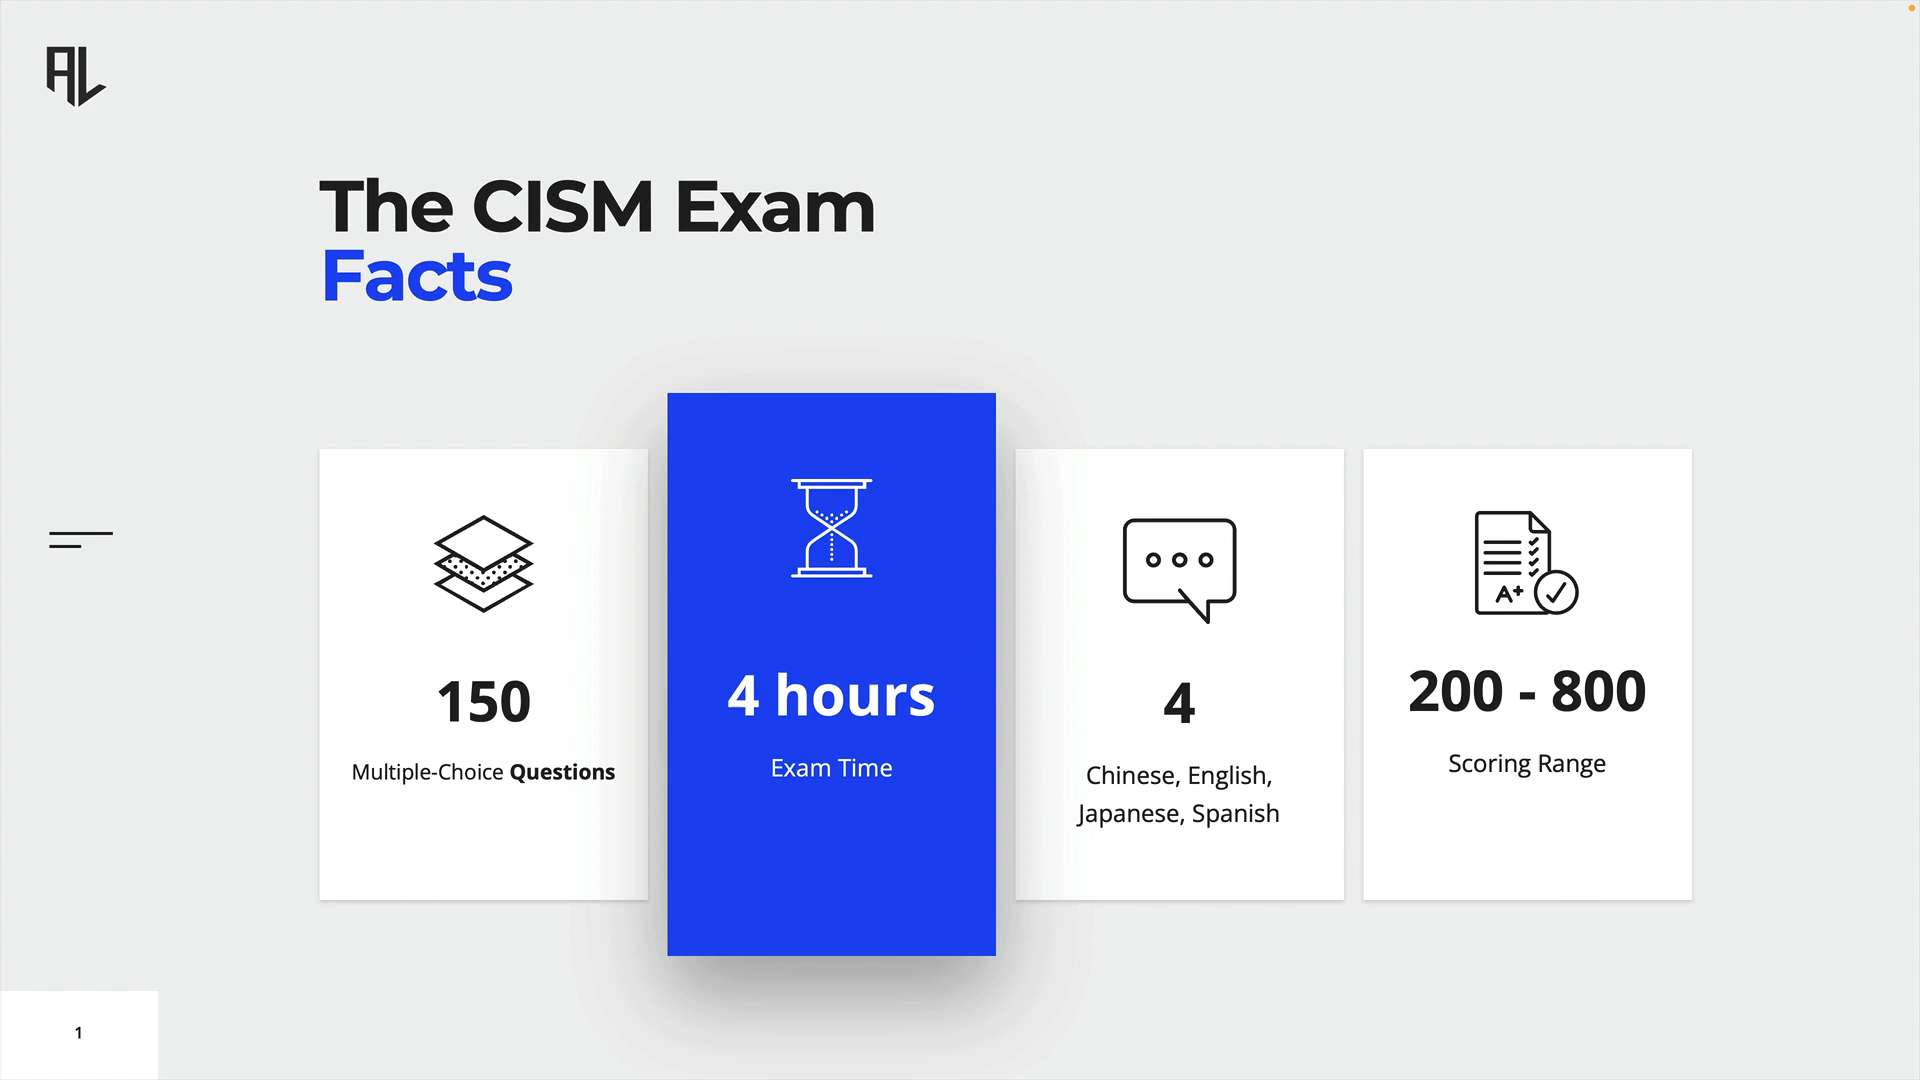 AL
The CISM Exam
Facts
150
Multiple-Choice Questions
4 hours
Exam Time
4
Chinese, English,
Japanese, Spanish
A+
200 - 800
Scoring Range
1